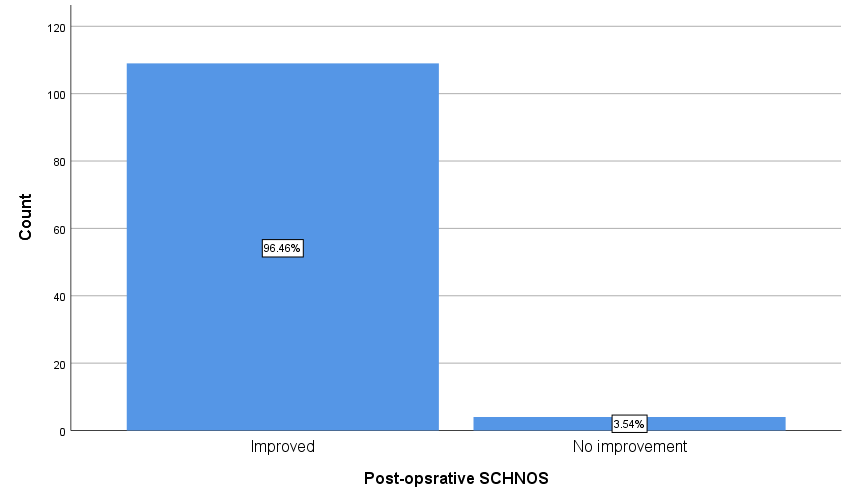 120
100
80
60
40
20
0
Count
96.46%
3.54%
Improved
No improvement
Post-opsrative SCHNOS